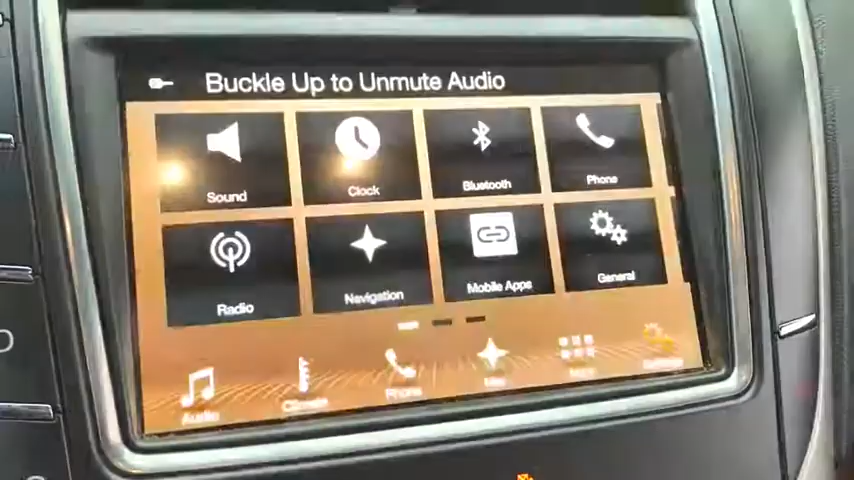 Buckle Up to Unmute Audio
Sound
Clock
Bluetooth
Phone
Radio
Navigation
Mobile Apps
General
Audio
Climate
Phone